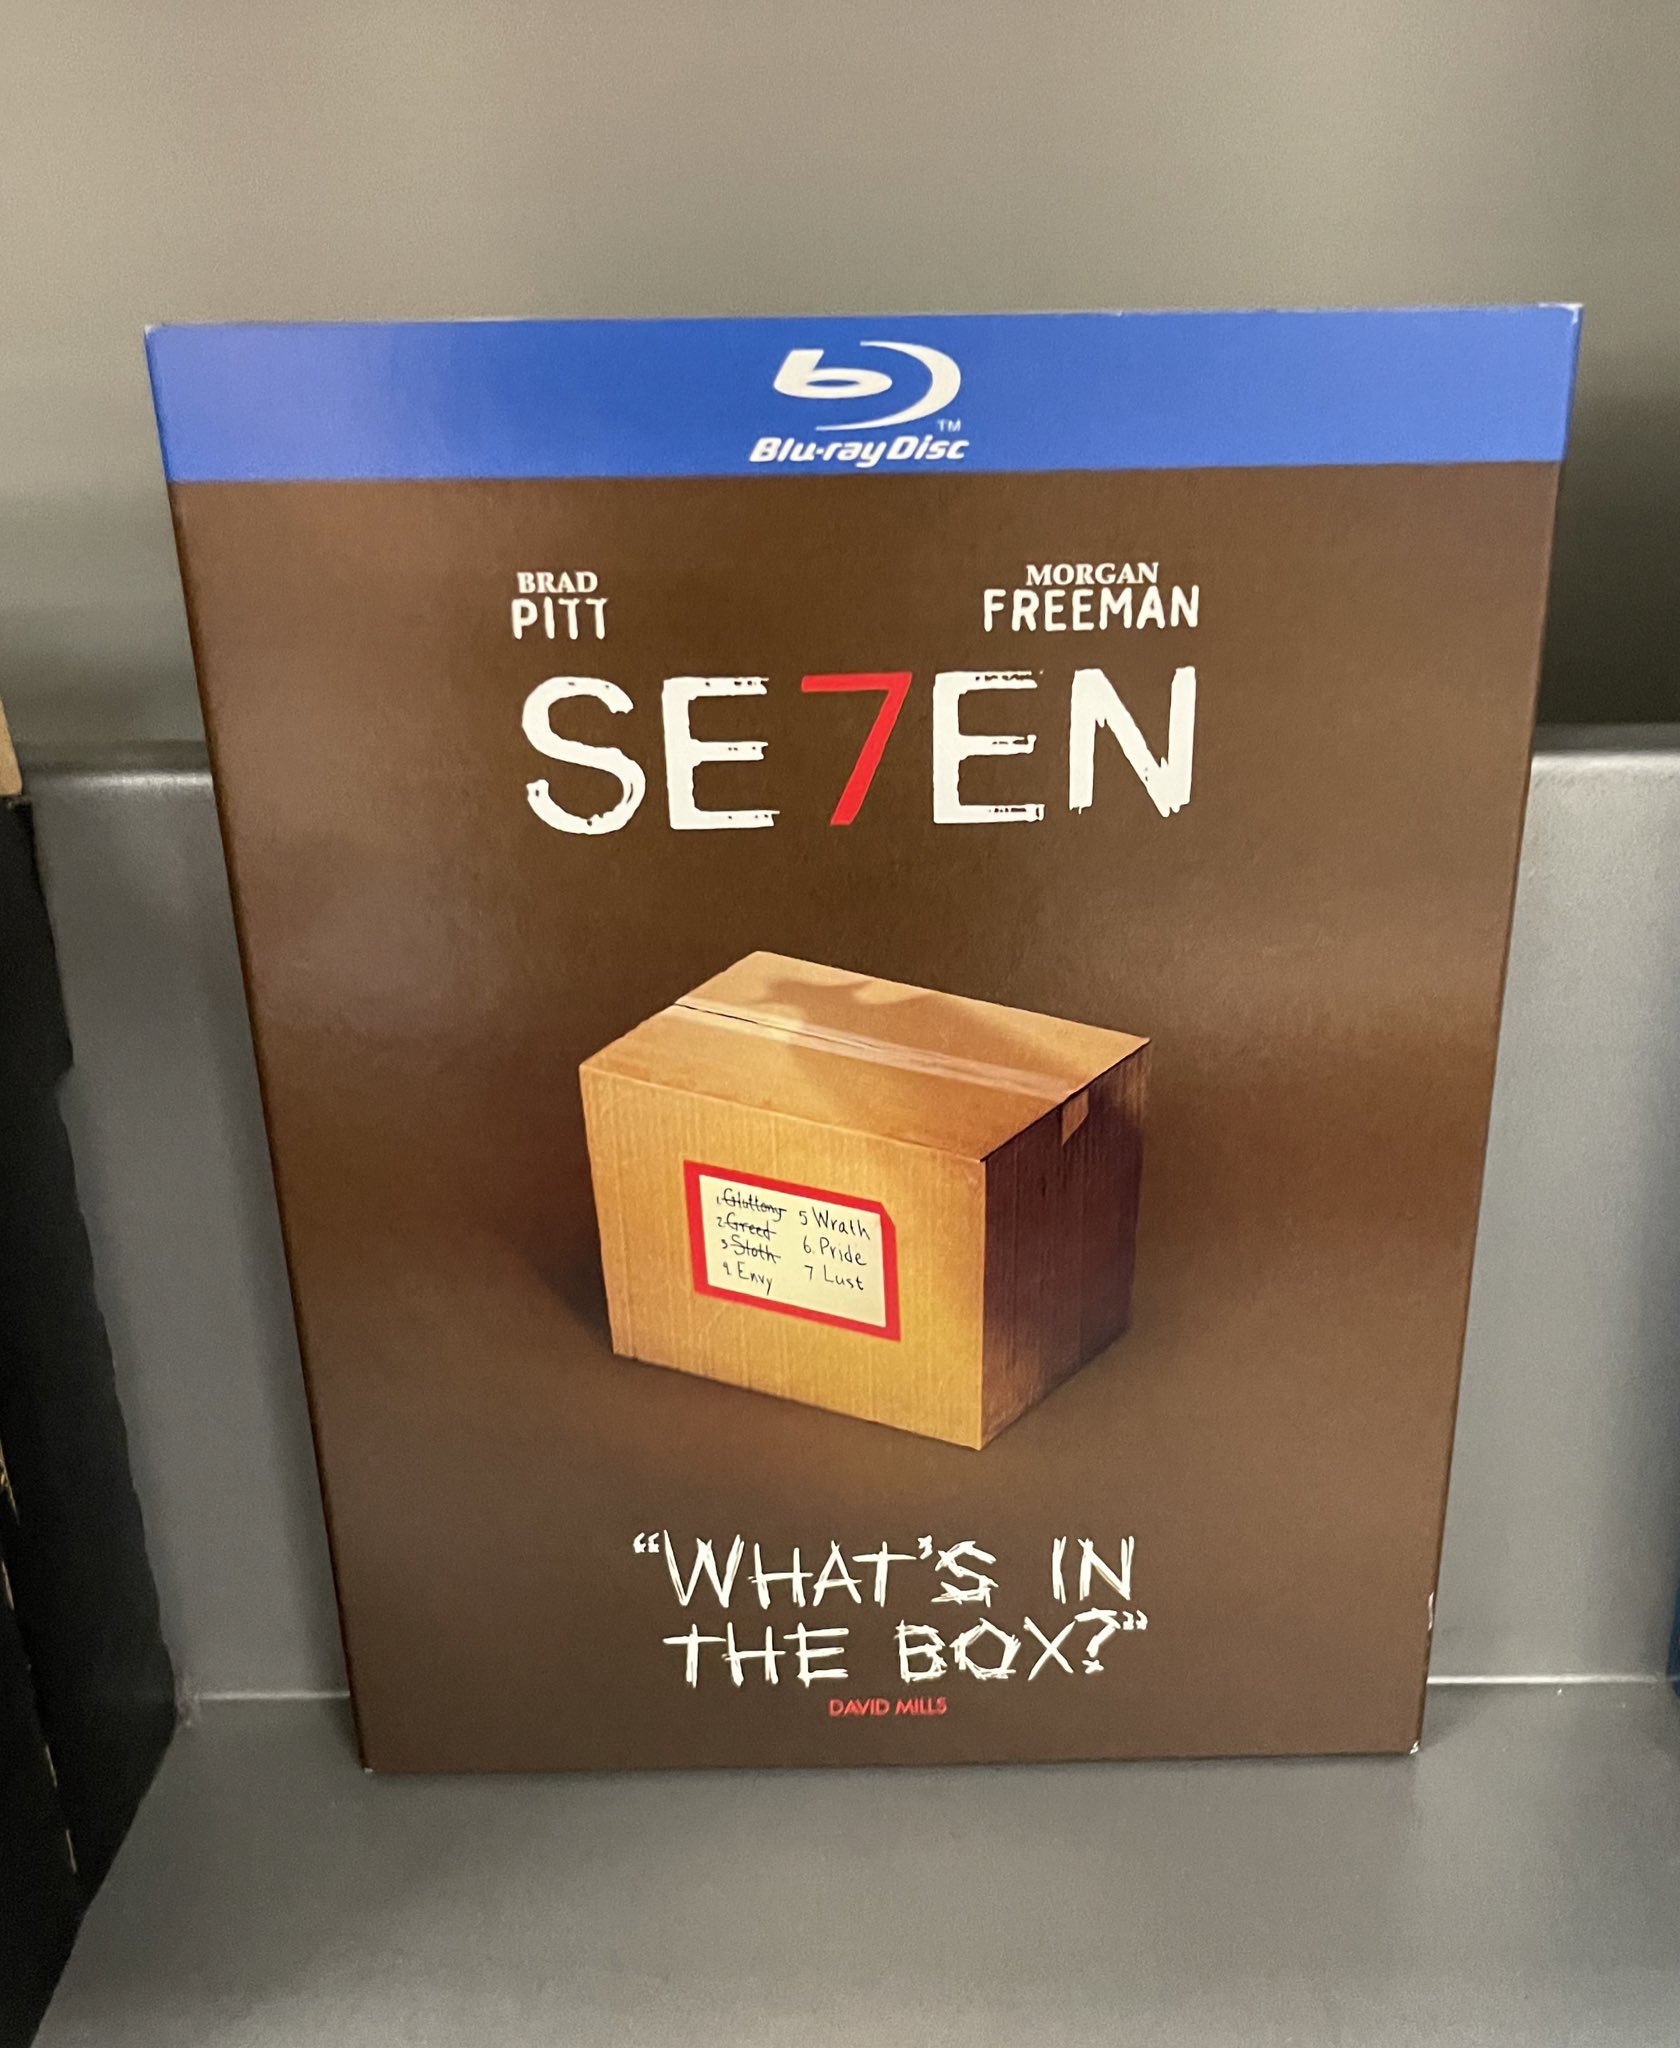 Blu-ray Disc™
BRAD
PITT
MORGAN
FREEMAN
SE7EN
1. Gluttony
2 Greed
3 Sloth
4. Envy
5 Wrath
6. Pride
7 Lust
"WHAT'S IN
THE BOX?"
DAVID MILLS